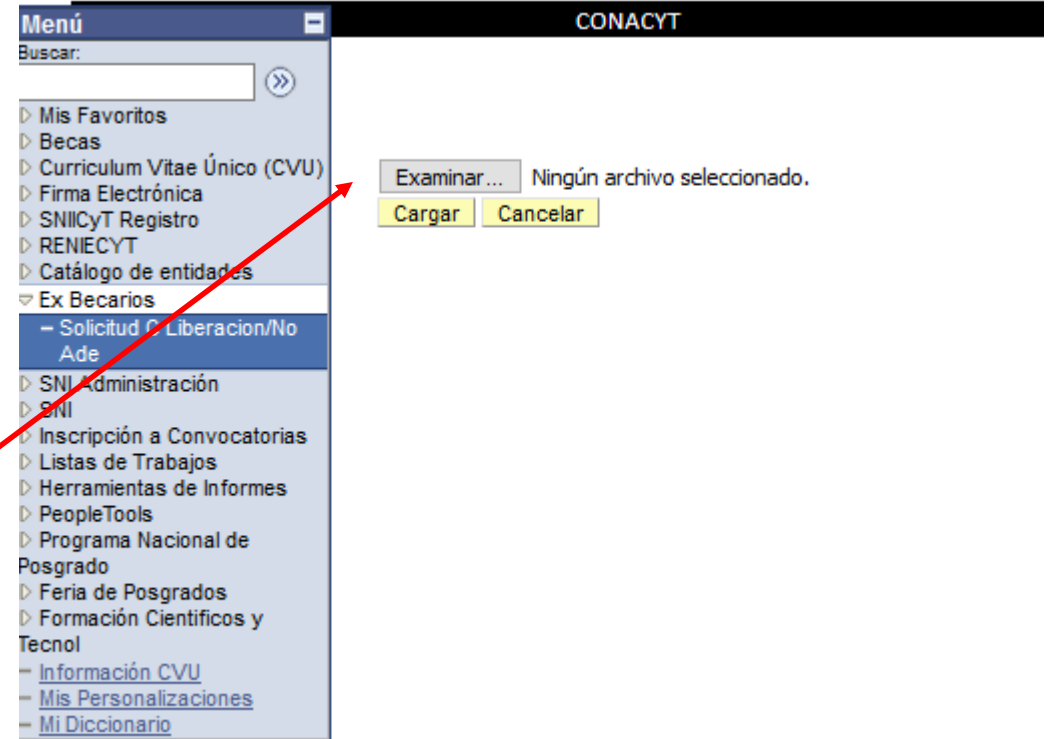 Menú
CONACYT
Buscar:
Mis Favoritos
Becas
Curriculum Vitae Único (CVU)
Firma Electrónica
SNIICyT Registro
RENIECYT
Catálogo de entidades
Ex Becarios
Solicitud C Liberacion/No
Ade
SNI Administración
SNI
Inscripción a Convocatorias
Listas de Trabajos
Herramientas de Informes
PeopleTools
Programa Nacional de
Posgrado
Feria de Posgrados
Formación Cientificos y
Tecnol
Información CVU
Mis Personalizaciones
Mi Diccionario
Examinar... Ningún archivo seleccionado.
Cargar Cancelar